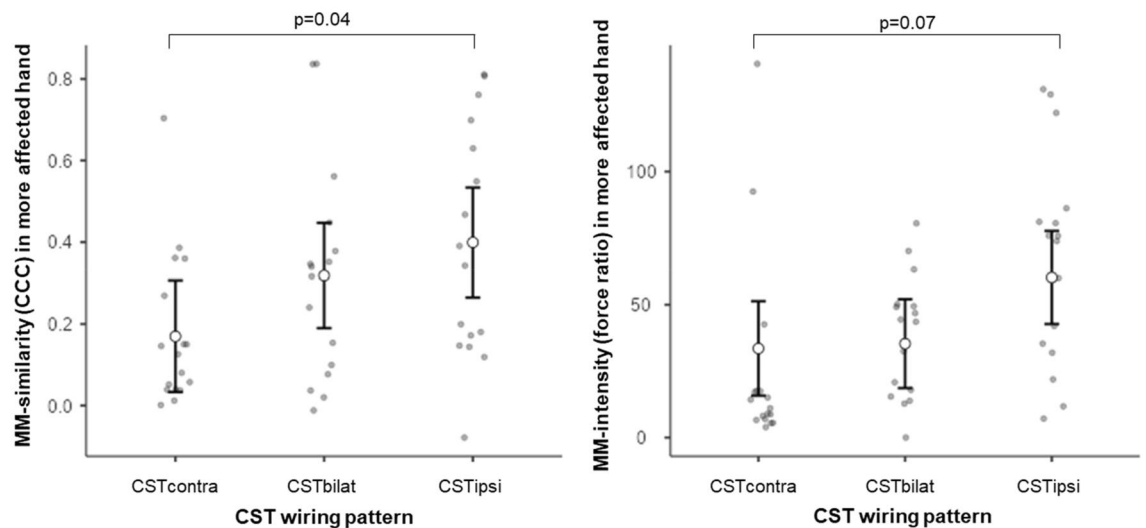 p=0.04
MM-similarity (CCC) in more affected hand
0.8
0.6
0.4
0.2
0.0
CSTcontra
CSTbilat
CSTipsi
CST wiring pattern
p=0.07
MM-intensity (force ratio) in more affected hand
100
50
0
CSTcontra
CSTbilat
CSTipsi
CST wiring pattern